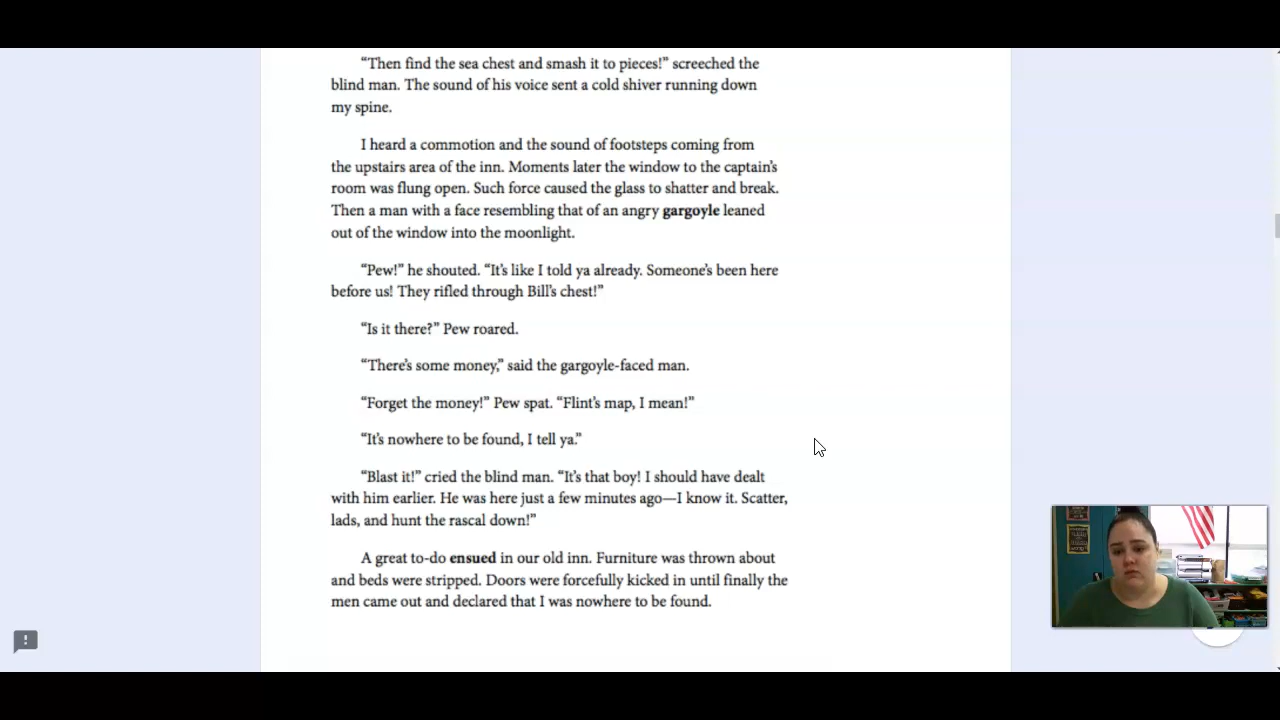 “Then find the sea chest and smash it to pieces!” screeched the
blind man. The sound of his voice sent a cold shiver running down
my spine.
I heard a commotion and the sound of footsteps coming from
the upstairs area of the inn. Moments later the window to the captain’s
room was flung open. Such force caused the glass to shatter and break.
Then a man with a face resembling that of an angry gargoyle leaned
out of the window into the moonlight.
“Pew!” he shouted. “It’s like I told ya already. Someone’s been here
before us! They rifled through Bill’s chest!”
“Is it there?” Pew roared.
“There’s some money,” said the gargoyle-faced man.
“Forget the money!” Pew spat. “Flint’s map, I mean!”
“It’s nowhere to be found, I tell ya.”
“Blast it!” cried the blind man. “It’s that boy! I should have dealt
with him earlier. He was here just a few minutes ago—I know it. Scatter,
lads, and hunt the rascal down!”
A great to-do ensued in our old inn. Furniture was thrown about
and beds were stripped. Doors were forcefully kicked in until finally the
men came out and declared that I was nowhere to be found.